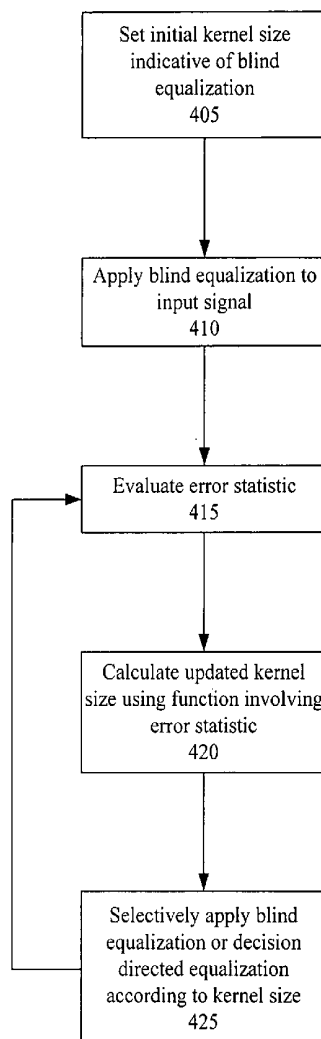 Set initial kernel size
indicative of blind
equalization
405
Apply blind equalization to
input signal
410
Evaluate error statistic
415
Calculate updated kernel
size using function involving
error statistic
420
Selectively apply blind
equalization or decision
directed equalization
according to kernel size
425